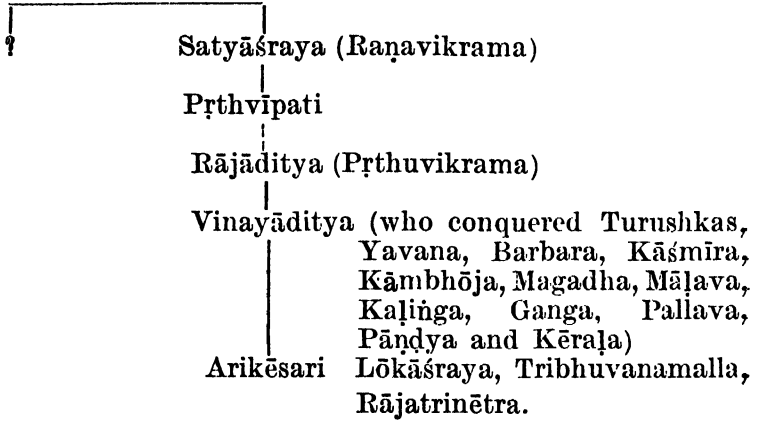 ?
Satyāśraya (Raṇavikrama)
Pṛthvīpati
Rājāditya (Pṛthuvikrama)
Vinayāditya (who conquered Turushkas,
Yavana, Barbara, Kāśmīra,
Kāmbhōja, Magadha, Māḷava,
Kaḷiṅga, Ganga, Pallava,
Pāṇḍya and Kēraḷa)
Arikēsari Lōkāśraya, Tribhuvanamalla,
Rājatrinētra.